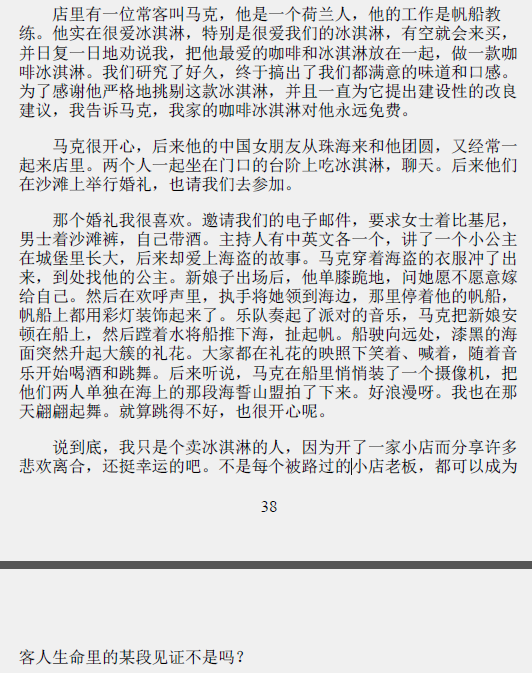 店里有一位常客叫马克，他是一个荷兰人，他的工作是帆船教
练。他实在很爱冰淇淋，特别是很爱我们的冰淇淋，有空就会来买，
并日复一日地劝说我，把他最爱的咖啡和冰淇淋放在一起，做一款咖
啡冰淇淋。我们研究了好久，终于搞出了我们都满意的味道和口感。
为了感谢他严格地挑剔这款冰淇淋，并且一直为它提出建设性的改良
建议，我告诉马克，我家的咖啡冰淇淋对他永远免费。
马克很开心，后来他的中国女朋友从珠海来和他团圆，又经常一
起来店里。两个人一起坐在门口的台阶上吃冰淇淋，聊天。后来他们
在沙滩上举行婚礼，也请我们去参加。
那个婚礼我很喜欢。邀请我们的电子邮件，要求女士着比基尼，
男士着沙滩裤，自己带酒。主持人有中英文各一个，讲了一个小公主
在城堡里长大，后来却爱上海盗的故事。马克穿着海盗的衣服冲了出
来，到处找他的公主。新娘子出场后，他单膝跪地，问她愿不愿意嫁
给自己。然后在欢呼声里，执手将她领到海边，那里停着他的帆船，
帆船上都用彩灯装饰起来了。乐队奏起了派对的音乐，马克把新娘安
顿在船上，然后蹚着水将船推下海，扯起帆。船驶向远处，漆黑的海
面突然升起大簇的礼花。大家都在礼花的映照下笑着、喊着，随着音
乐开始喝酒和跳舞。后来听说，马克在船里悄悄装了一个摄像机，把
他们两人单独在海上的那段海誓山盟拍了下来。好浪漫呀。我也在那
天翩翩起舞。就算跳得不好，也很开心呢。
说到底，我只是个卖冰淇淋的人，因为开了一家小店而分享许多
悲欢离合，还挺幸运的吧。不是每个被路过的小店老板，都可以成为
38
客人生命里的某段见证不是吗？